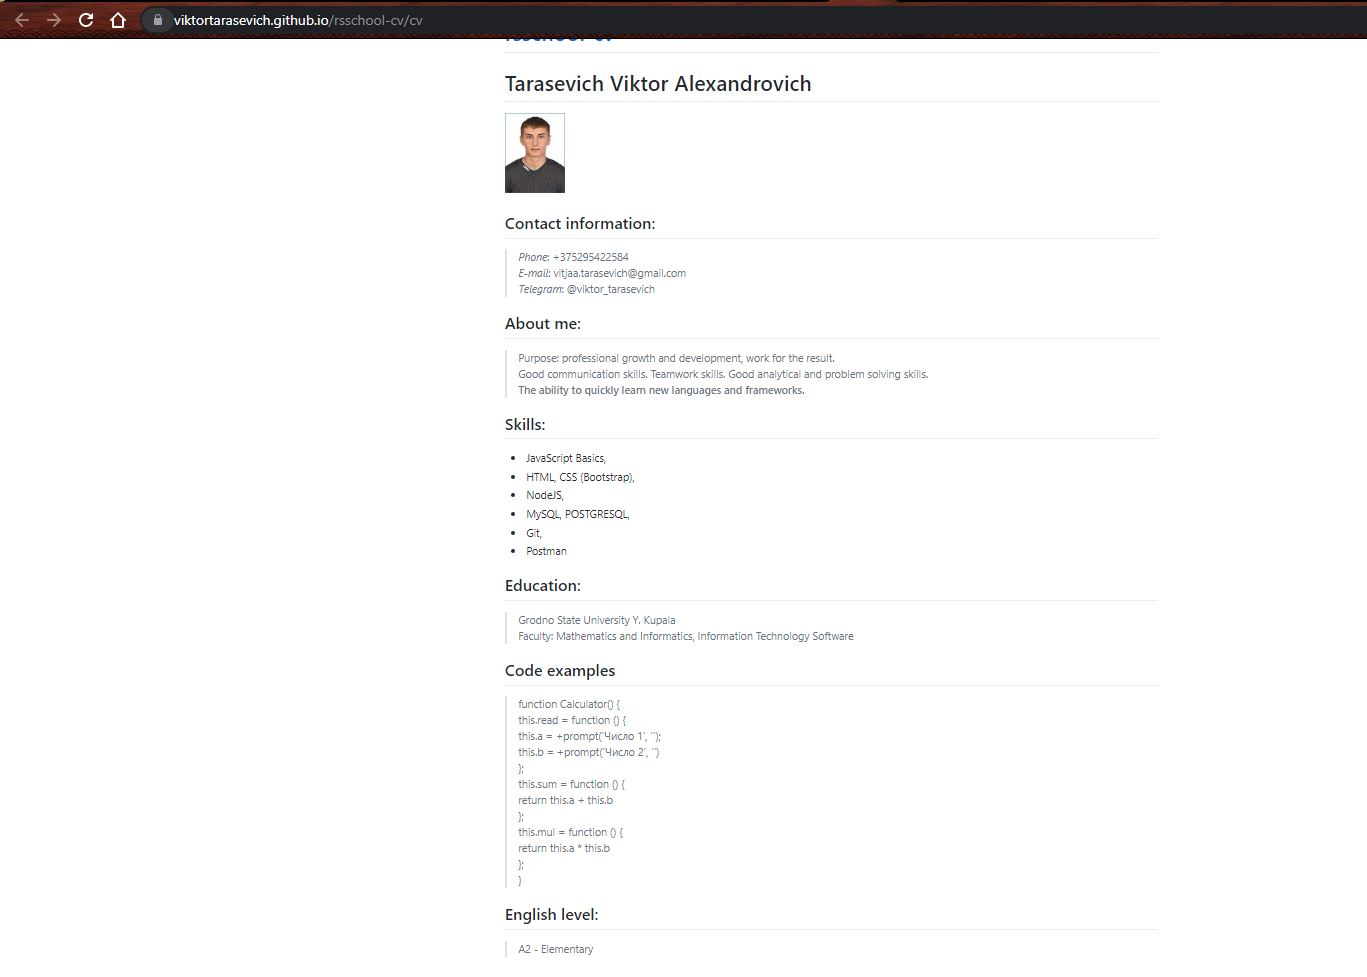 viktortarasevich.github.io/rsschool-cv/cv
rsschool-cv
Tarasevich Viktor Alexandrovich
Contact information:
Phone: +375295422584
E-mail: vitjaa.tarasevich@gmail.com
Telegram: @viktor_tarasevich
About me:
Purpose: professional growth and development, work for the result.
Good communication skills. Teamwork skills. Good analytical and problem solving skills.
The ability to quickly learn new languages and frameworks.
Skills:
JavaScript Basics,
HTML, CSS (Bootstrap),
NodeJS,
MySQL, POSTGRESQL,
Git,
Postman
Education:
Grodno State University Y. Kupala
Faculty: Mathematics and Informatics, Information Technology Software
Code examples
function Calculator() {
this.read = function () {
this.a = +prompt(‘Число 1’, ‘’);
this.b = +prompt(‘Число 2’, ‘’)
};
this.sum = function () {
return this.a + this.b
};
this.mul = function () {
return this.a * this.b
};
}
English level:
A2 - Elementary